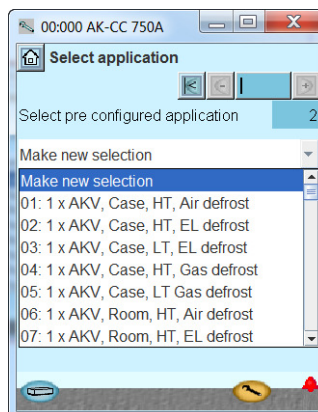 00:000 AK-CC 750A
Select application
Select pre configured application 2
Make new selection
Make new selection
01: 1 x AKV, Case, HT, Air defrost
02: 1 x AKV, Case, HT, EL defrost
03: 1 x AKV, Case, LT, EL defrost
04: 1 x AKV, Case, HT, Gas defrost
05: 1 x AKV, Case, LT Gas defrost
06: 1 x AKV, Room, HT, Air defrost
07: 1 x AKV, Room, HT, EL defrost